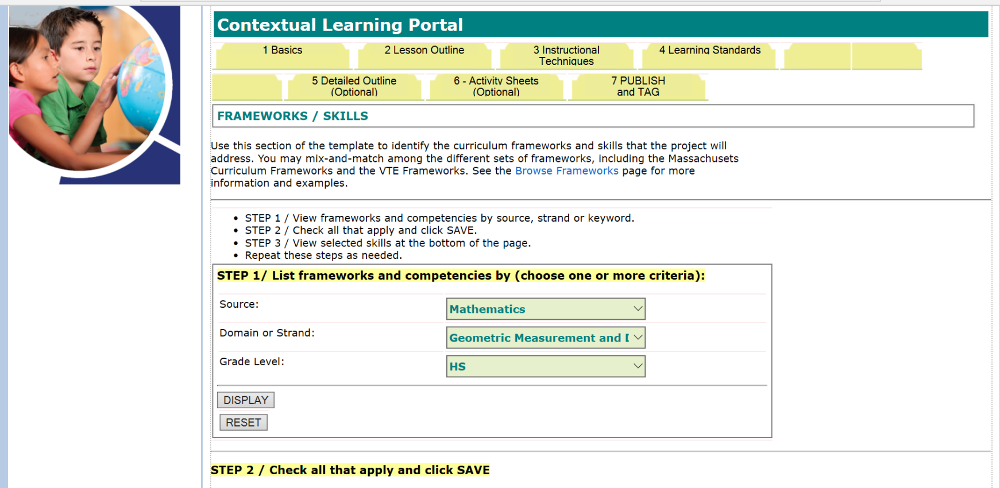 Contextual Learning Portal
1 Basics
2 Lesson Outline
3 Instructional
Techniques
4 Learning Standards
5 Detailed Outline
(Optional)
6 - Activity Sheets
(Optional)
7 PUBLISH
and TAG
FRAMEWORKS / SKILLS
Use this section of the template to identify the curriculum frameworks and skills that the project will
address. You may mix-and-match among the different sets of frameworks, including the Massachusets
Curriculum Frameworks and the VTE Frameworks. See the Browse Frameworks page for more
information and examples.
• STEP 1 / View frameworks and competencies by source, strand or keyword.
• STEP 2 / Check all that apply and click SAVE.
• STEP 3 / View selected skills at the bottom of the page.
• Repeat these steps as needed.
STEP 1/ List frameworks and competencies by (choose one or more criteria):
Source:
Mathematics
Domain or Strand:
Geometric Measurement and
Grade Level:
HS
DISPLAY
RESET
STEP 2 / Check all that apply and click SAVE